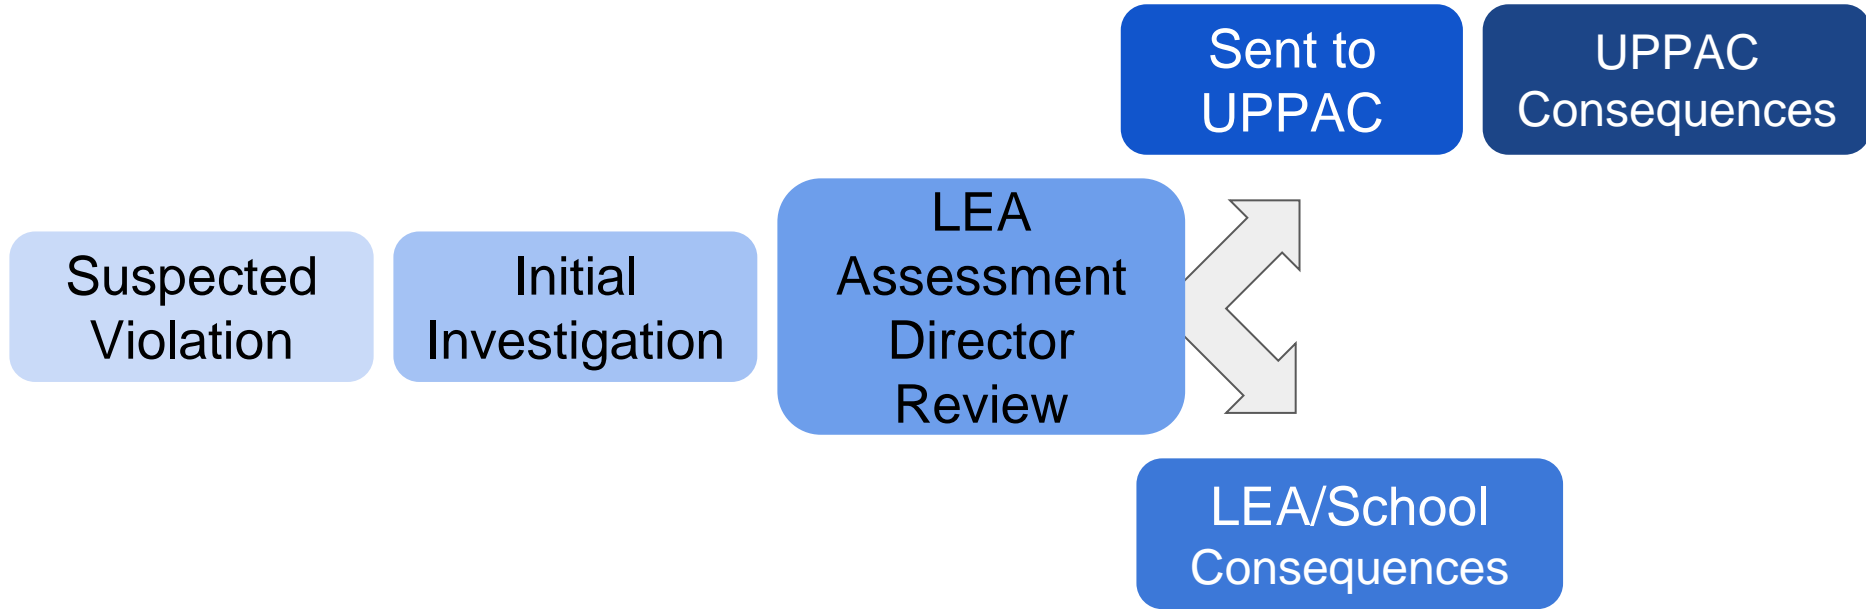 Suspected
Violation
Initial
Investigation
LEA
Assessment
Director
Review
Sent to
UPPAC
UPPAC
Consequences
LEA/School
Consequences